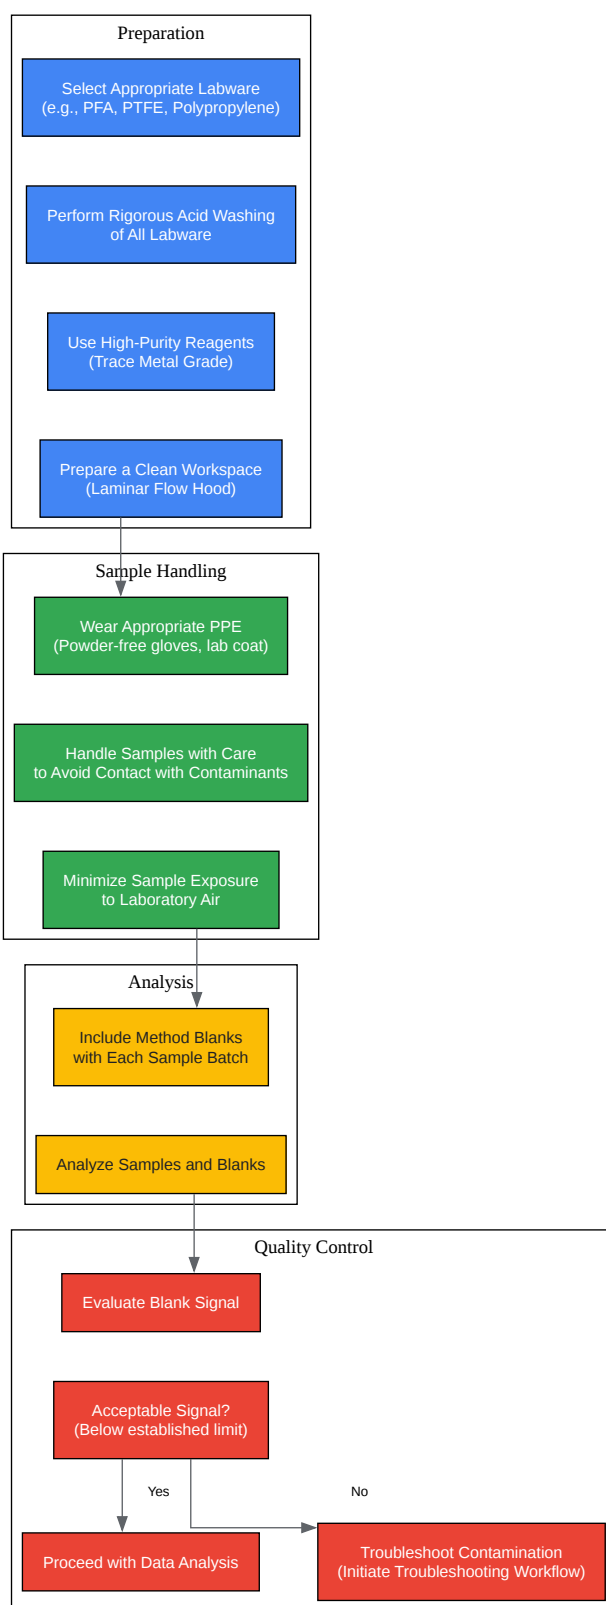 Preparation
Select Appropriate Labware
(e.g., PFA, PTFE, Polypropylene)
Perform Rigorous Acid Washing
of All Labware
Use High-Purity Reagents
(Trace Metal Grade)
Prepare a Clean Workspace
(Laminar Flow Hood)
Sample Handling
Wear Appropriate PPE
(Powder-free gloves, lab coat)
Handle Samples with Care
to Avoid Contact with Contaminants
Minimize Sample Exposure
to Laboratory Air
Analysis
Include Method Blanks
with Each Sample Batch
Analyze Samples and Blanks
Quality Control
Evaluate Blank Signal
Acceptable Signal?
(Below established limit)
Yes
No
Proceed with Data Analysis
Troubleshoot Contamination
(Initiate Troubleshooting Workflow)